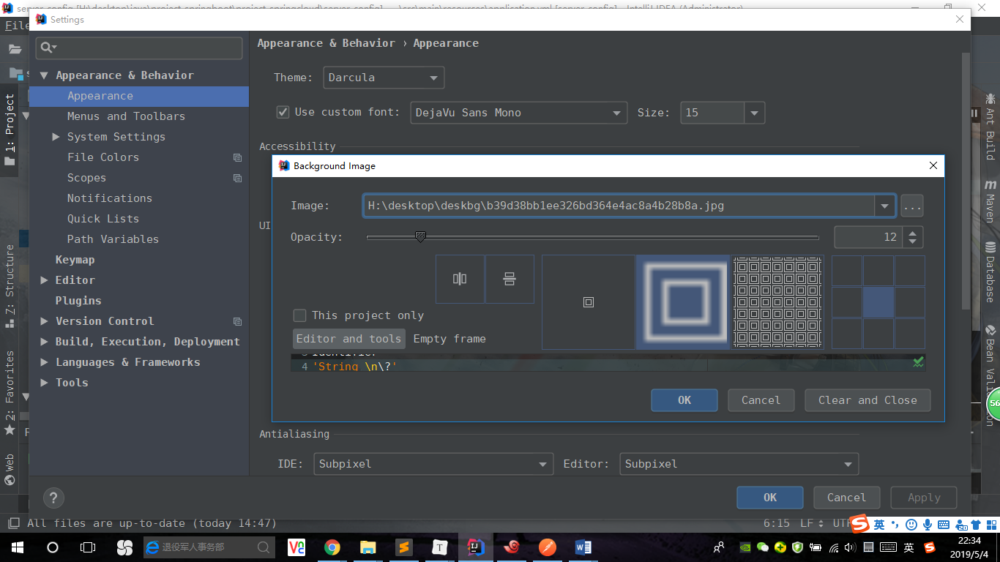 Settings
File
Appearance & Behavior › Appearance
Appearance & Behavior
Appearance
Menus and Toolbars
System Settings
File Colors
Scopes
Notifications
Quick Lists
Path Variables
Keymap
Editor
Plugins
Version Control
Build, Execution, Deployment
Languages & Frameworks
Tools
Theme: Darcula
Use custom font: DejaVu Sans Mono Size: 15
Accessibility
UI
Background Image
Image: H:\desktop\deskbg\b39d38bb1ee326bd364e4ac8a4b28b8a.jpg ...
Opacity: 12
This project only
Editor and tools Empty frame
4 'String \n\?'
OK Cancel Clear and Close
Antialiasing
IDE: Subpixel Editor: Subpixel
? OK Cancel Apply
1: Project
Z: Structure
2: Favorites
Web
Ant Build
m
Maven
Database
Bean Validation
56
All files are up-to-date (today 14:47) 6:15 LF UTF
英
退役军人事务部
英
22:34
2019/5/4